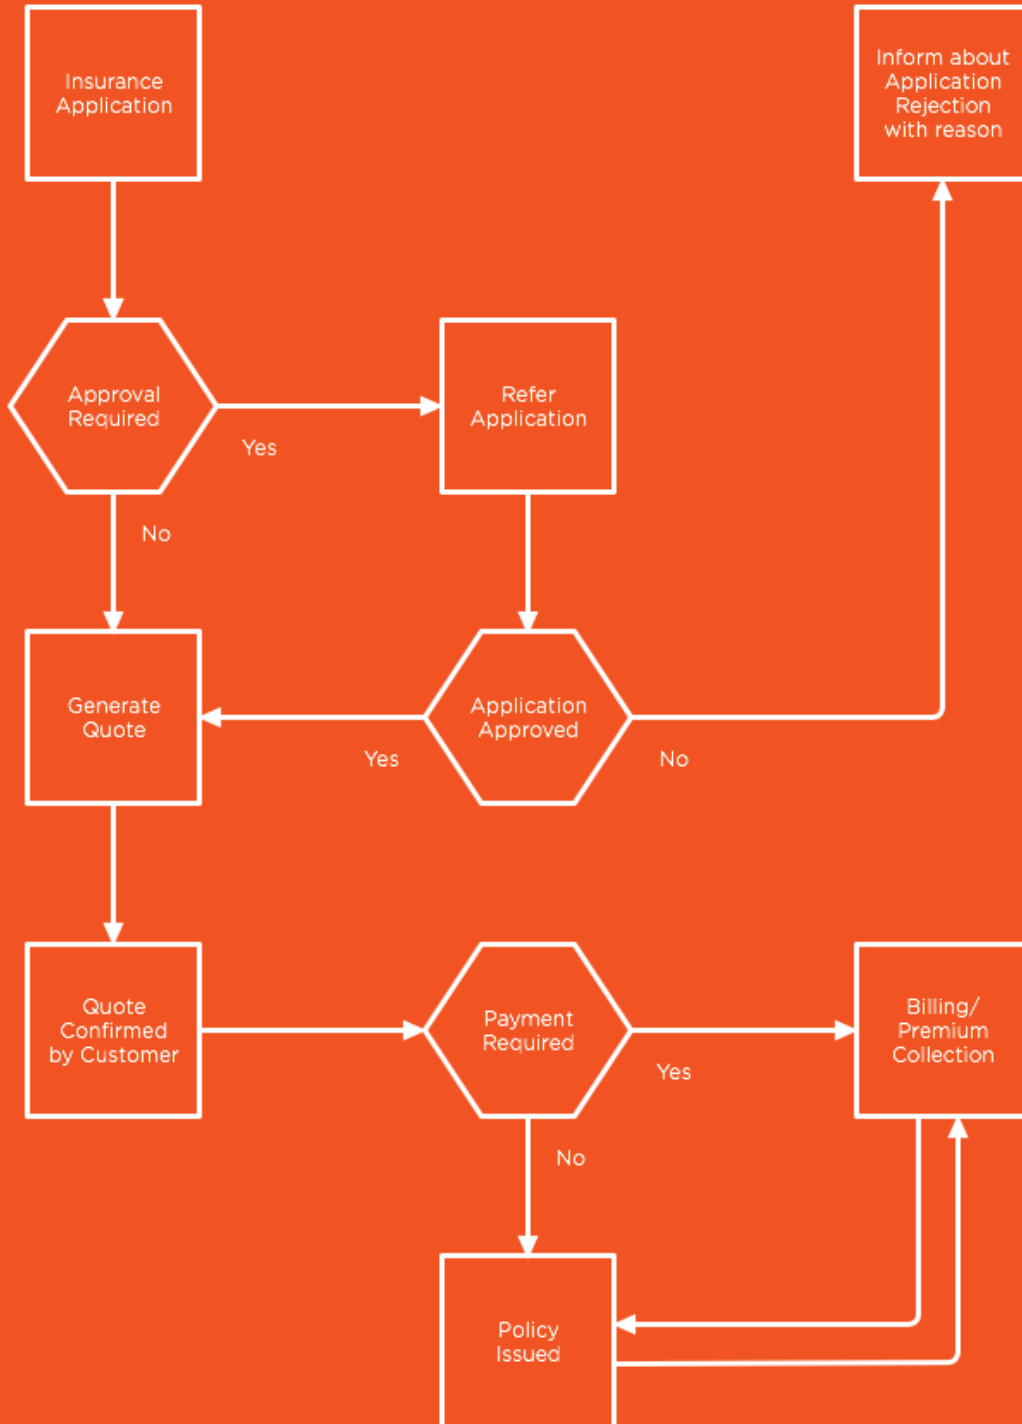 Insurance
Application
Inform about
Application
Rejection
with reason
Approval
Required
Yes
Refer
Application
No
Generate
Quote
Yes
Application
Approved
No
Quote
Confirmed
by Customer
Payment
Required
Yes
Billing/
Premium
Collection
No
Policy
Issued